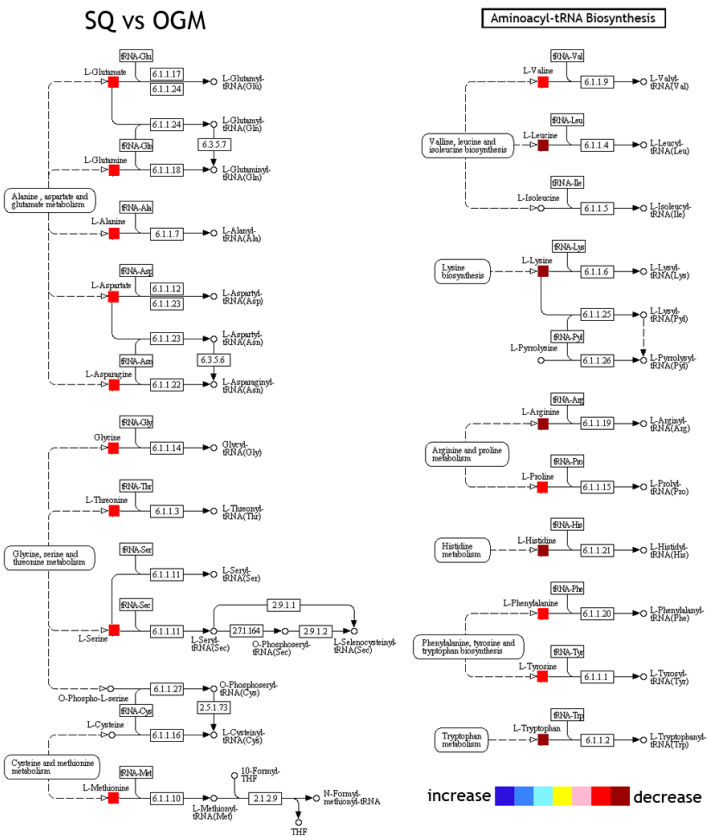 SQ vs OGM
Aminoacyl-tRNA Biosynthesis
tRNA-Glu
L-Glutamate
6.1.1.17
6.1.1.24
L-Glutamyl-
tRNA(Glu)
6.1.1.24
L-Glutamyl-
tRNA(Gln)
tRNA-Gln
6.3.5.7
L-Glutamine
6.1.1.18
L-Glutaminyl-
tRNA(Gln)
Alanine , aspartate and
glutamate metabolism
tRNA-Ala
L-Alanine
6.1.1.7
L-Alanyl-
tRNA(Ala)
tRNA-Asp
L-Aspartate
6.1.1.12
6.1.1.23
L-Aspartyl-
tRNA(Asp)
6.1.1.23
L-Aspartyl-
tRNA(Asn)
tRNA-Asn
6.3.5.6
L-Asparagine
6.1.1.22
L-Asparaginyl-
tRNA(Asn)
tRNA-Gly
Glycine
6.1.1.14
Glycyl-
tRNA(Gly)
tRNA-Thr
L-Threonine
6.1.1.3
L-Threonyl-
tRNA(Thr)
Glycine, serine and
threonine metabolism
tRNA-Ser
6.1.1.11
L-Seryl-
tRNA(Ser)
tRNA-Sec
L-Serine
6.1.1.11
L-Seryl-
tRNA(Sec)
2.9.1.1
2.7.1.164
O-Phosphoseryl-
tRNA(Sec)
2.9.1.2
L-Selenocysteinyl-
tRNA(Sec)
O-Phospho-L-serine
6.1.1.27
O-Phosphoseryl-
tRNA(Cys)
tRNA-Cys
2.5.1.73
L-Cysteine
6.1.1.16
L-Cysteinyl-
tRNA(Cys)
Cysteine and methionine
metabolism
tRNA-Met
L-Methionine
6.1.1.10
L-Methionyl-
tRNA(Met)
10-Formyl-
THF
2.1.2.9
N-Formyl-
methionyl-tRNA
THF
tRNA-Val
L-Valine
6.1.1.9
L-Valyl-
tRNA(Val)
tRNA-Leu
L-Leucine
6.1.1.4
L-Leucyl-
tRNA(Leu)
Valline, leucine and
isoleucine biosynthesis
tRNA-Ile
L-Isoleucine
6.1.1.5
L-Isoleucyl-
tRNA(Ile)
tRNA-Lys
L-Lysine
6.1.1.6
L-Lysyl-
tRNA(Lys)
Lysine
biosynthesis
6.1.1.25
L-Lysyl-
tRNA(Pyl)
tRNA-Pyl
L-Pyrrolysine
6.1.1.26
L-Pyrrolysyl-
tRNA(Pyl)
tRNA-Arg
L-Arginine
6.1.1.19
L-Arginyl-
tRNA(Arg)
Arginine and proline
metabolism
tRNA-Pro
L-Proline
6.1.1.15
L-Prolyl-
tRNA(Pro)
tRNA-His
L-Histidine
6.1.1.21
L-Histidyl-
tRNA(His)
Histidine
metabolism
tRNA-Phe
L-Phenylalanine
6.1.1.20
L-Phenylalanyl-
tRNA(Phe)
Phenylalanine, tyrosine and
tryptophan biosynthesis
tRNA-Tyr
L-Tyrosine
6.1.1.1
L-Tyrosyl-
tRNA(Tyr)
tRNA-Trp
L-Tryptophan
6.1.1.2
L-Tryptophanyl-
tRNA(Trp)
Tryptophan
metabolism
increase
decrease